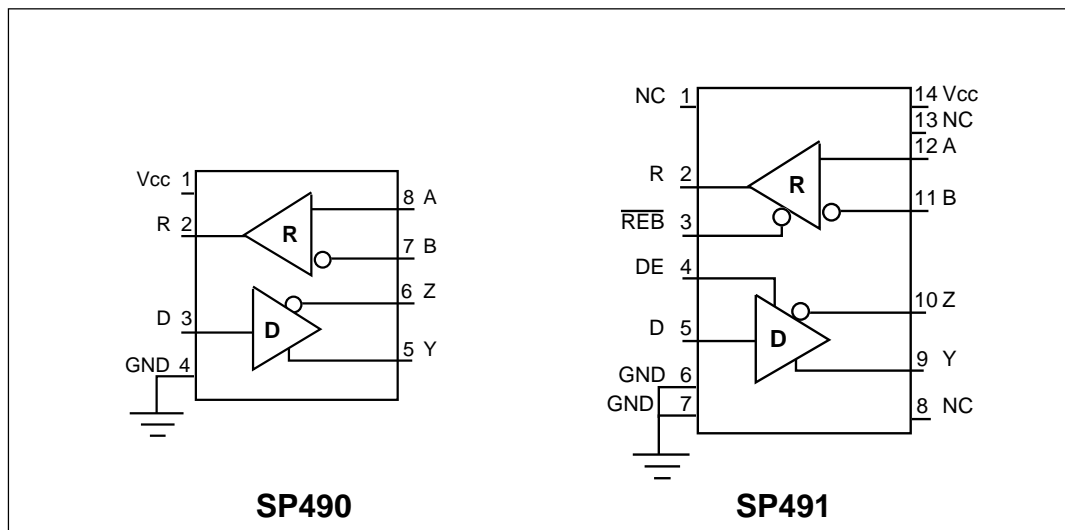 Vcc 1
R 2
D 3
GND 4
8 A
7 B
6 Z
5 Y
R
D
SP490
NC 1
R 2
REB 3
DE 4
D 5
GND 6
GND 7
14 Vcc
13 NC
12 A
11 B
10 Z
9 Y
8 NC
R
D
SP491